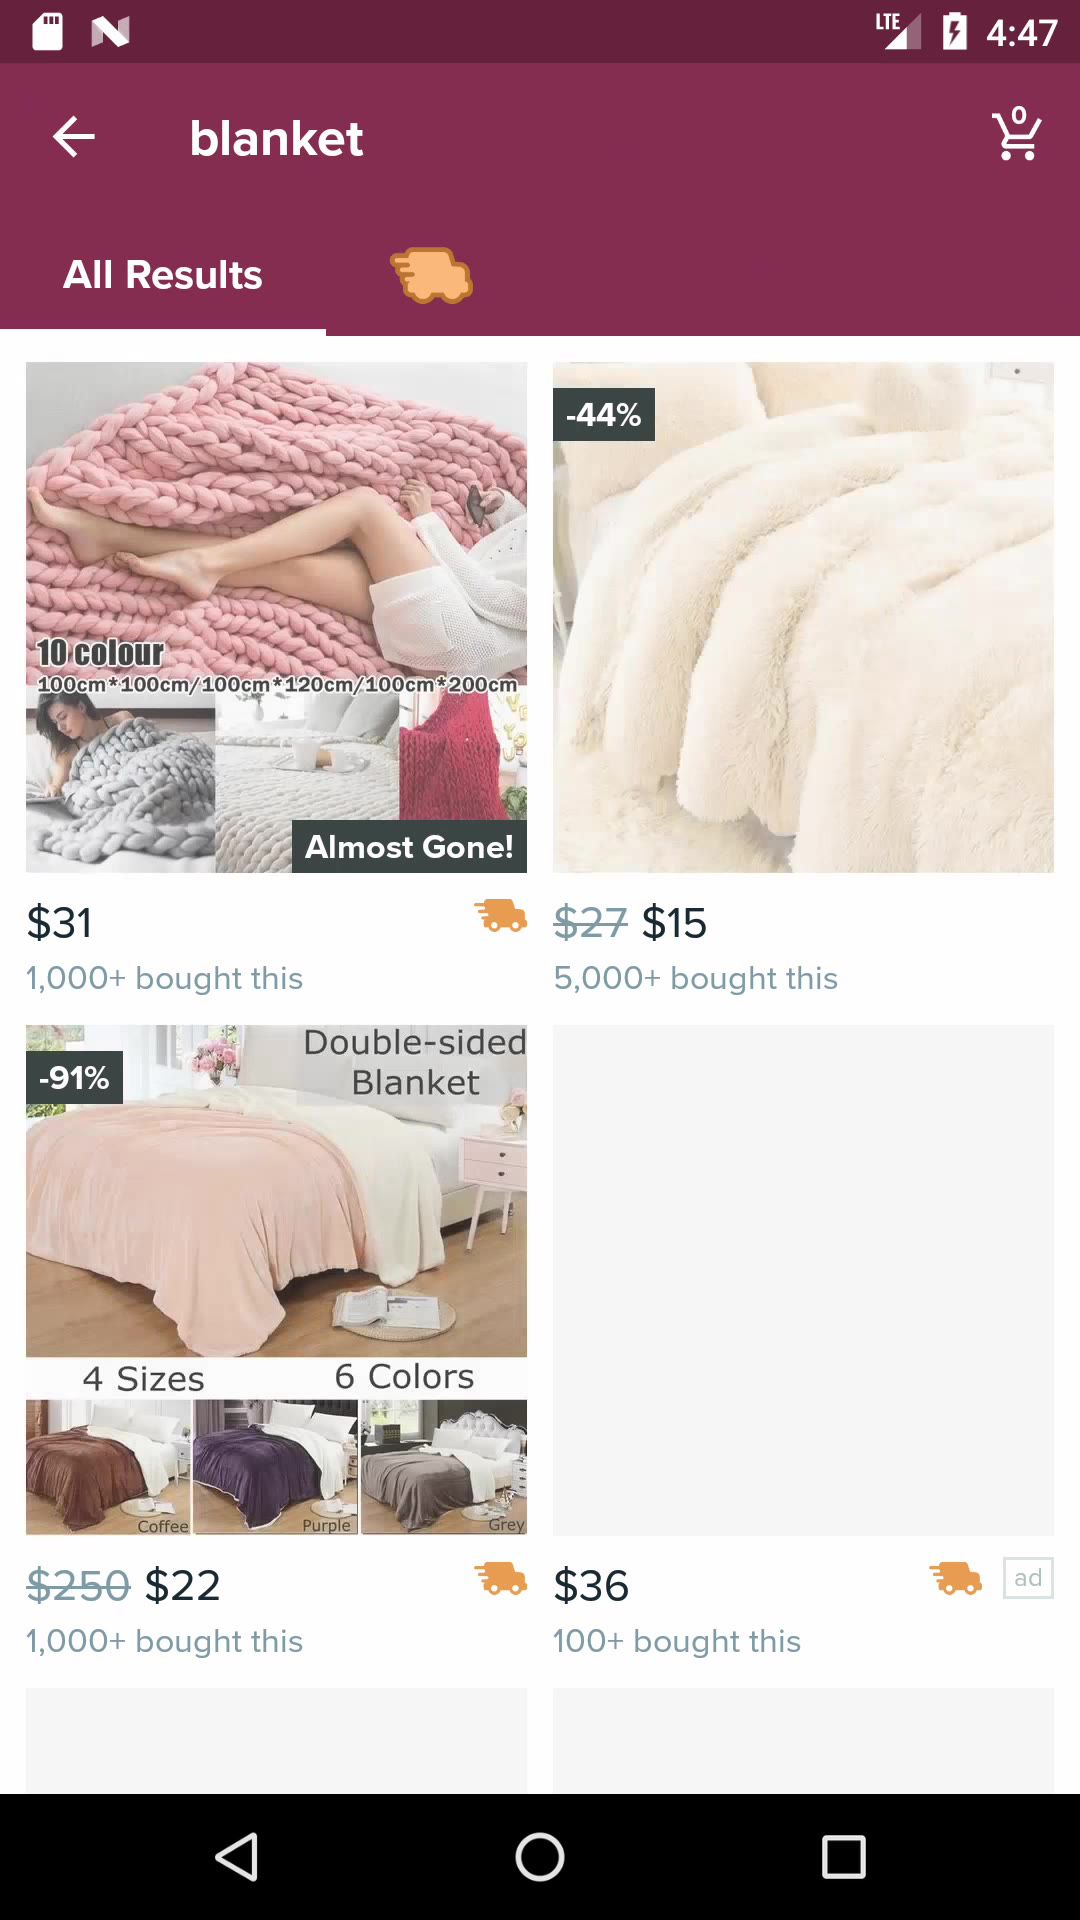 LTE 4:47
blanket
0
All Results
-44%
10 colour
100cm*100cm/100cm*120cm/100cm*200cm
Almost Gone!
$31
$27 $15
1,000+ bought this
5,000+ bought this
-91%
Double-sided
Blanket
4 Sizes 6 Colors
Coffee Purple Grey
$250 $22
$36 ad
1,000+ bought this
100+ bought this